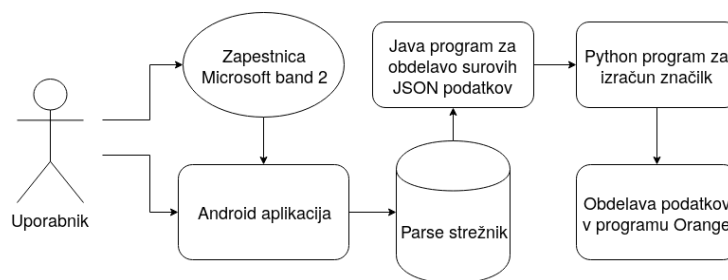 Zapestnica
Microsoft band 2
Java program za
obdelavo surovih
JSON podatkov
Python program za
izračun značilk
Uporabnik
Android aplikacija
Parse strežnik
Obdelava podatkov
v programu Orange